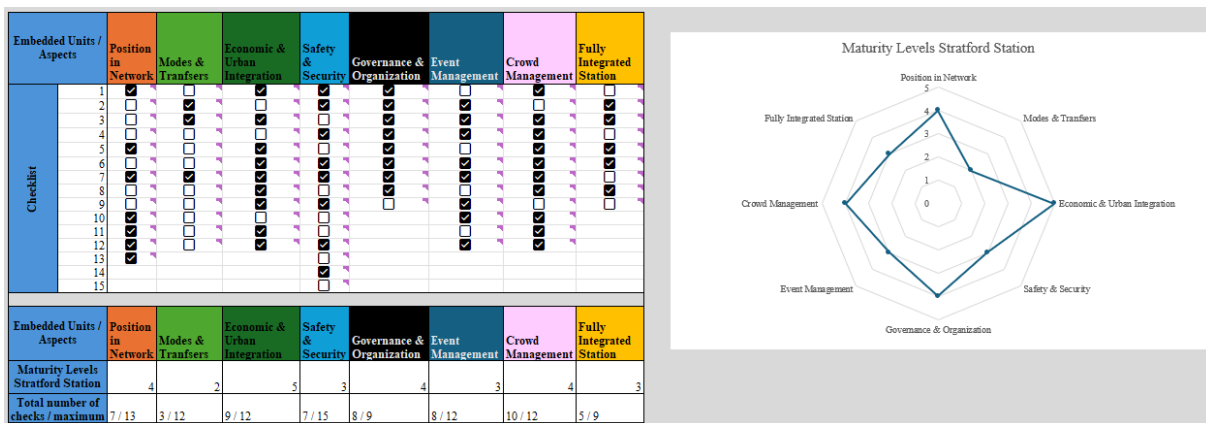 Embedded Units / Aspects
Position in Network
Modes & Tranfsers
Economic & Urban Integration
Safety & Security
Governance & Organization
Event Management
Crowd Management
Fully Integrated Station
Checklist
1
2
3
4
5
6
7
8
9
10
11
12
13
14
15
Embedded Units / Aspects
Position in Network
Modes & Tranfsers
Economic & Urban Integration
Safety & Security
Governance & Organization
Event Management
Crowd Management
Fully Integrated Station
Maturity Levels Stratford Station
4
2
5
3
4
3
4
3
Total number of checks / maximum
7 / 13
3 / 12
9 / 12
7 / 15
8 / 9
8 / 12
10 / 12
5 / 9
Maturity Levels Stratford Station
Position in Network
5
4
3
2
1
0
Fully Integrated Station
Modes & Tranfsers
Crowd Management
Economic & Urban Integration
Event Management
Safety & Security
Governance & Organization